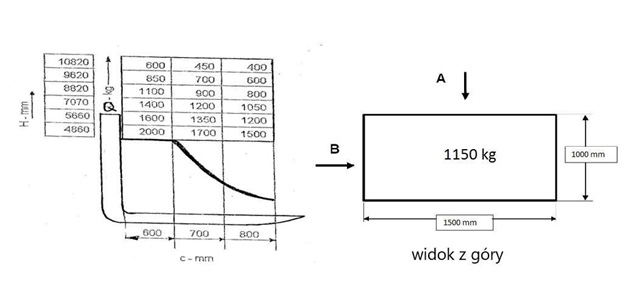 10820 600 450 400
9620 850 700 600
8820 1100 900 800
7070 1400 1200 1050
5660 1600 1350 1200
4860 2000 1700 1500
H - mm
Q - kg
600 700 800
c - mm
A
B
1150 kg
1000 mm
1500 mm
widok z góry